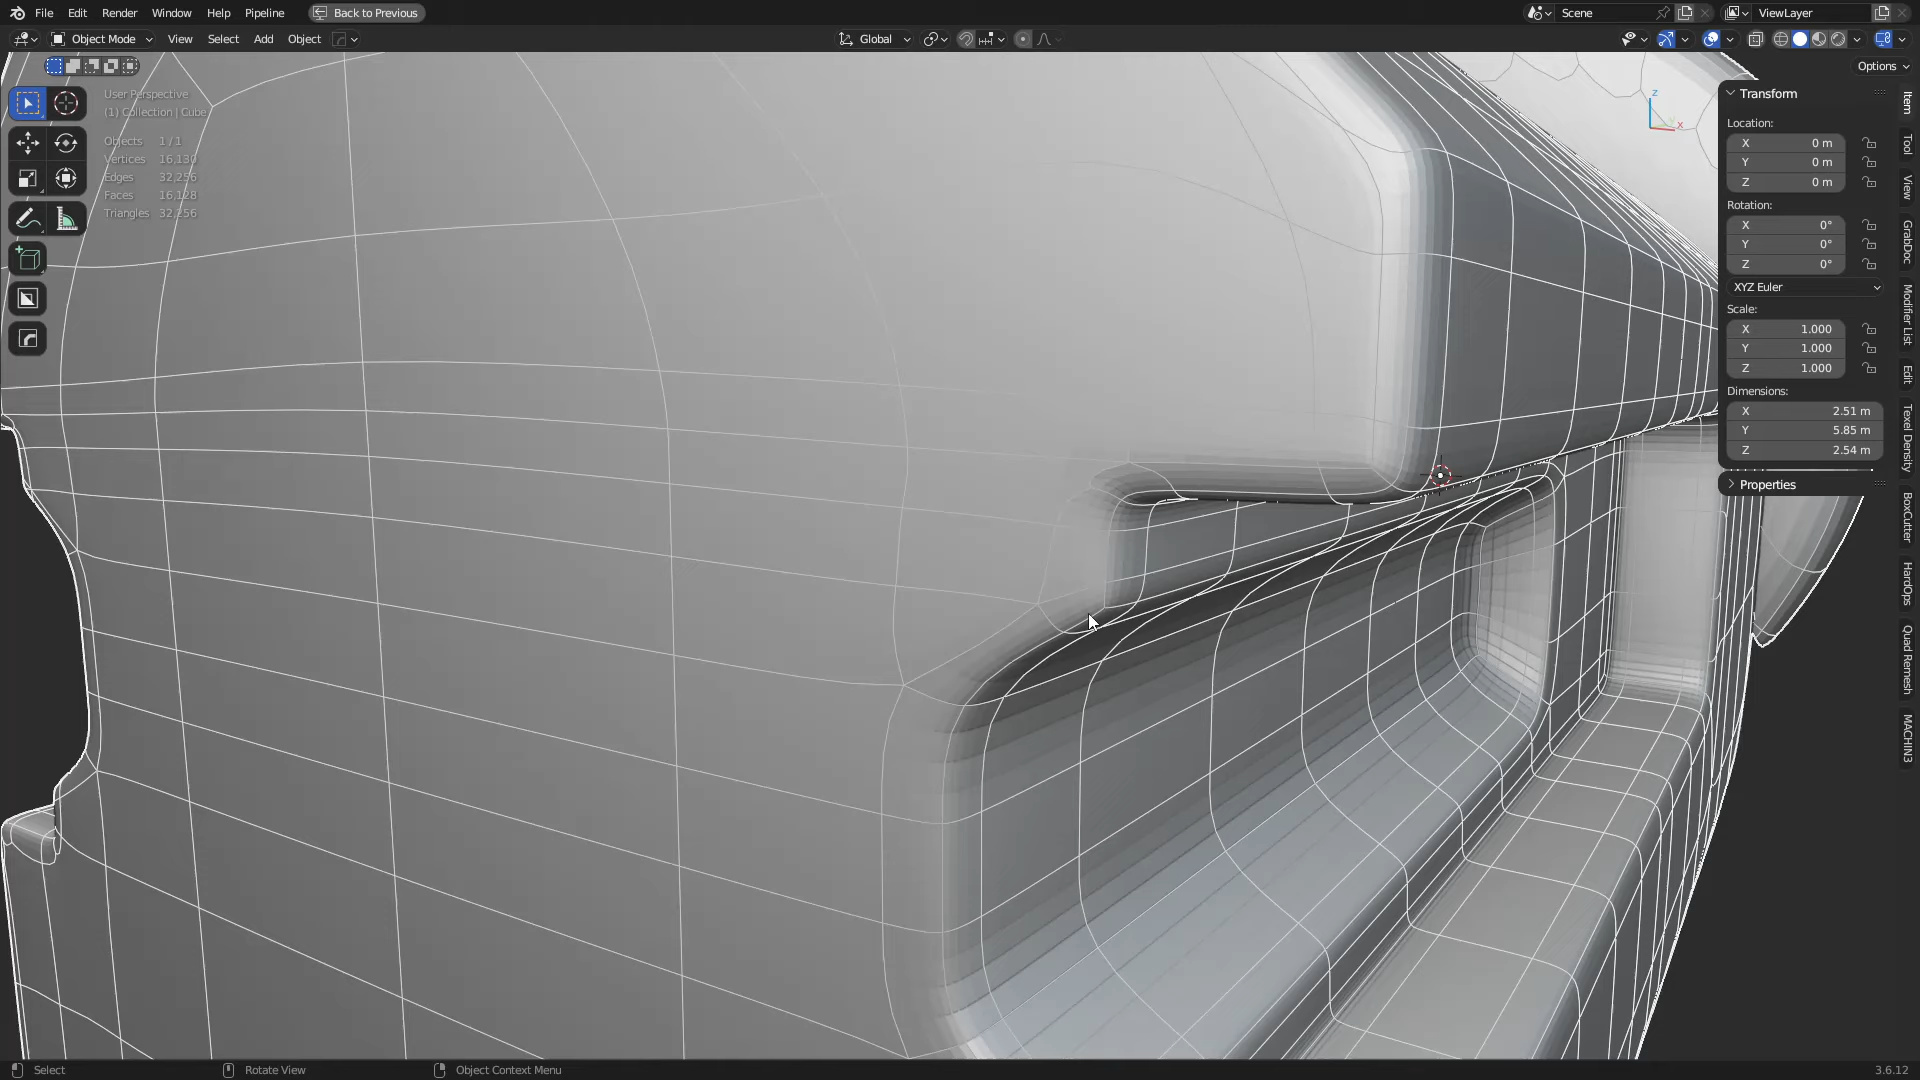 File Edit Render Window Help Pipeline Back to Previous Scene ViewLayer
Object Mode View Select Add Object Global
Options
User Perspective
(1) Collection | Cube
Objects 1 / 1
Vertices 16,130
Edges 32,256
Faces 16,128
Triangles 32,256
Z
X
Transform
Location:
X 0 m
Y 0 m
Z 0 m
Rotation:
X 0°
Y 0°
Z 0°
XYZ Euler
Scale:
X 1.000
Y 1.000
Z 1.000
Dimensions:
X 2.51 m
Y 5.85 m
Z 2.54 m
Properties
Item
Tool
View
GrabDoc
Modifier List
Edit
Texel Density
BoxCutter
HardOps
Quad Remesh
MACHIN3
Select Rotate View Object Context Menu 3.6.12